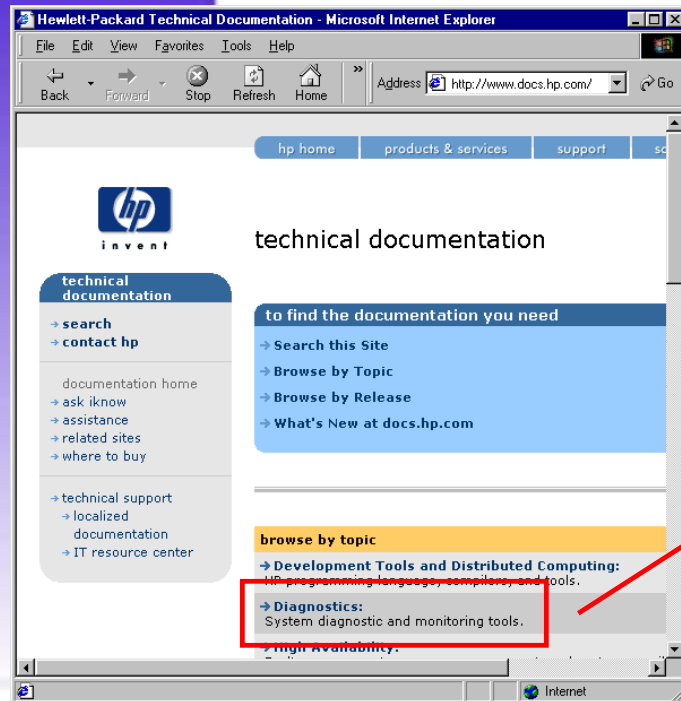 Hewlett-Packard Technical Documentation - Microsoft Internet Explorer
File Edit View Favorites Tools Help
Back Forward Stop Refresh Home » Address http://www.docs.hp.com/ Go
hp home products & services support
hp
invent
technical documentation
technical
documentation
search
contact hp
documentation home
ask iknow
assistance
related sites
where to buy
technical support
localized
documentation
IT resource center
to find the documentation you need
Search this Site
Browse by Topic
Browse by Release
What's New at docs.hp.com
browse by topic
Development Tools and Distributed Computing:
HP programming language, compilers, and tools.
Diagnostics:
System diagnostic and monitoring tools.
High Availability:
Internet